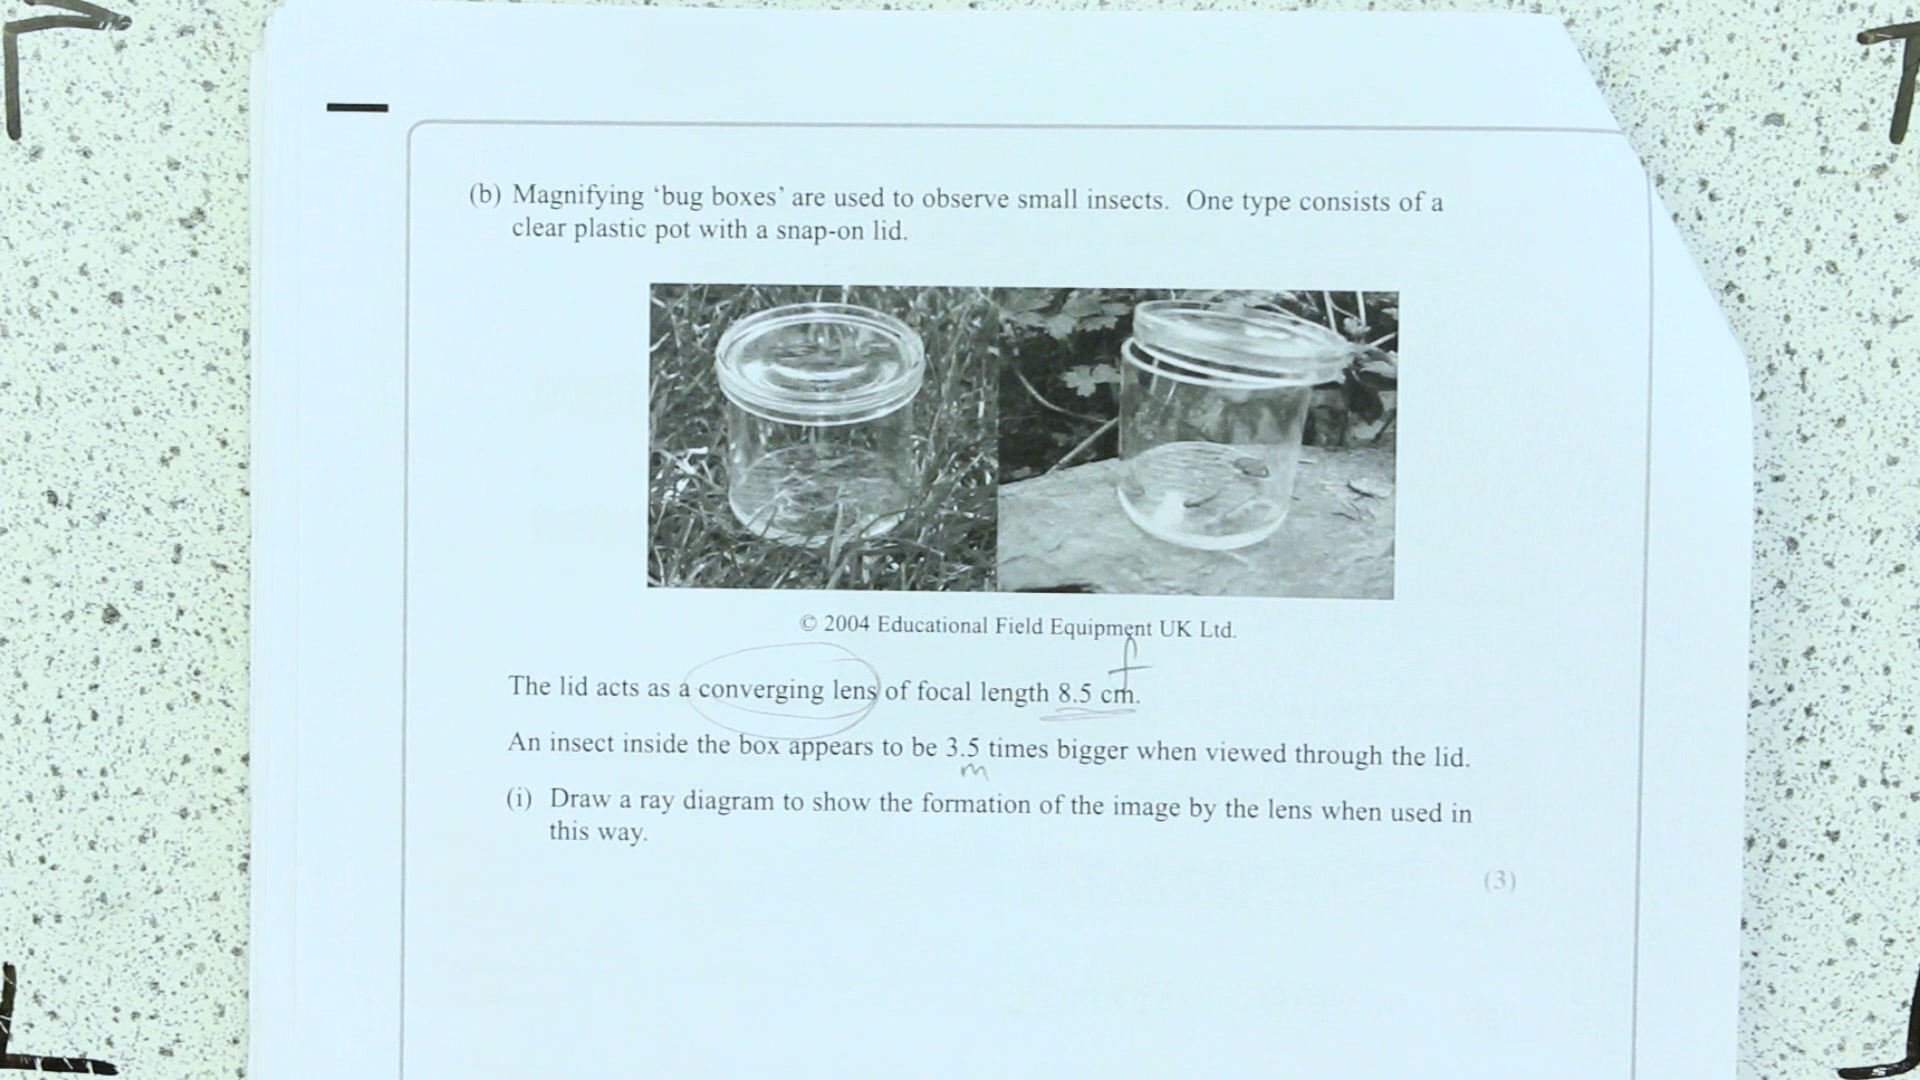 (b) Magnifying ‘bug boxes’ are used to observe small insects. One type consists of a
clear plastic pot with a snap-on lid.
© 2004 Educational Field Equipment UK Ltd.
f
The lid acts as a converging lens of focal length 8.5 cm.
An insect inside the box appears to be 3.5 times bigger when viewed through the lid.
m
(i) Draw a ray diagram to show the formation of the image by the lens when used in
this way.
(3)